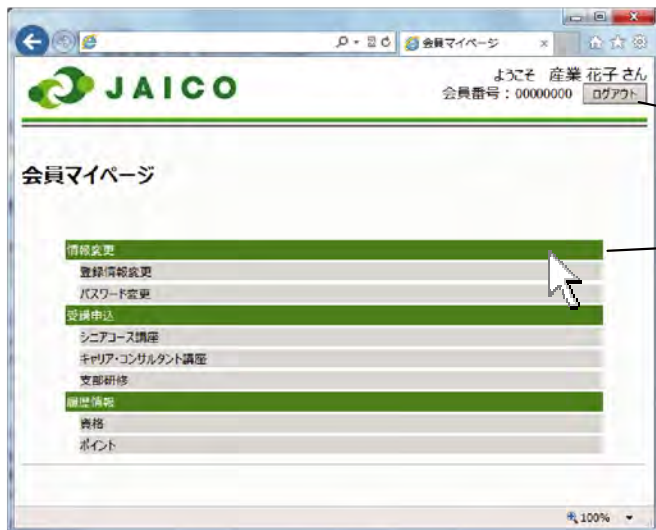 会員マイページ
JAICO
ようこそ 産業 花子 さん
会員番号：00000000 ログアウト
会員マイページ
情報変更
登録情報変更
パスワード変更
受講申込
シニアコース講座
キャリア・コンサルタント講座
支部研修
履歴情報
資格
ポイント
100%